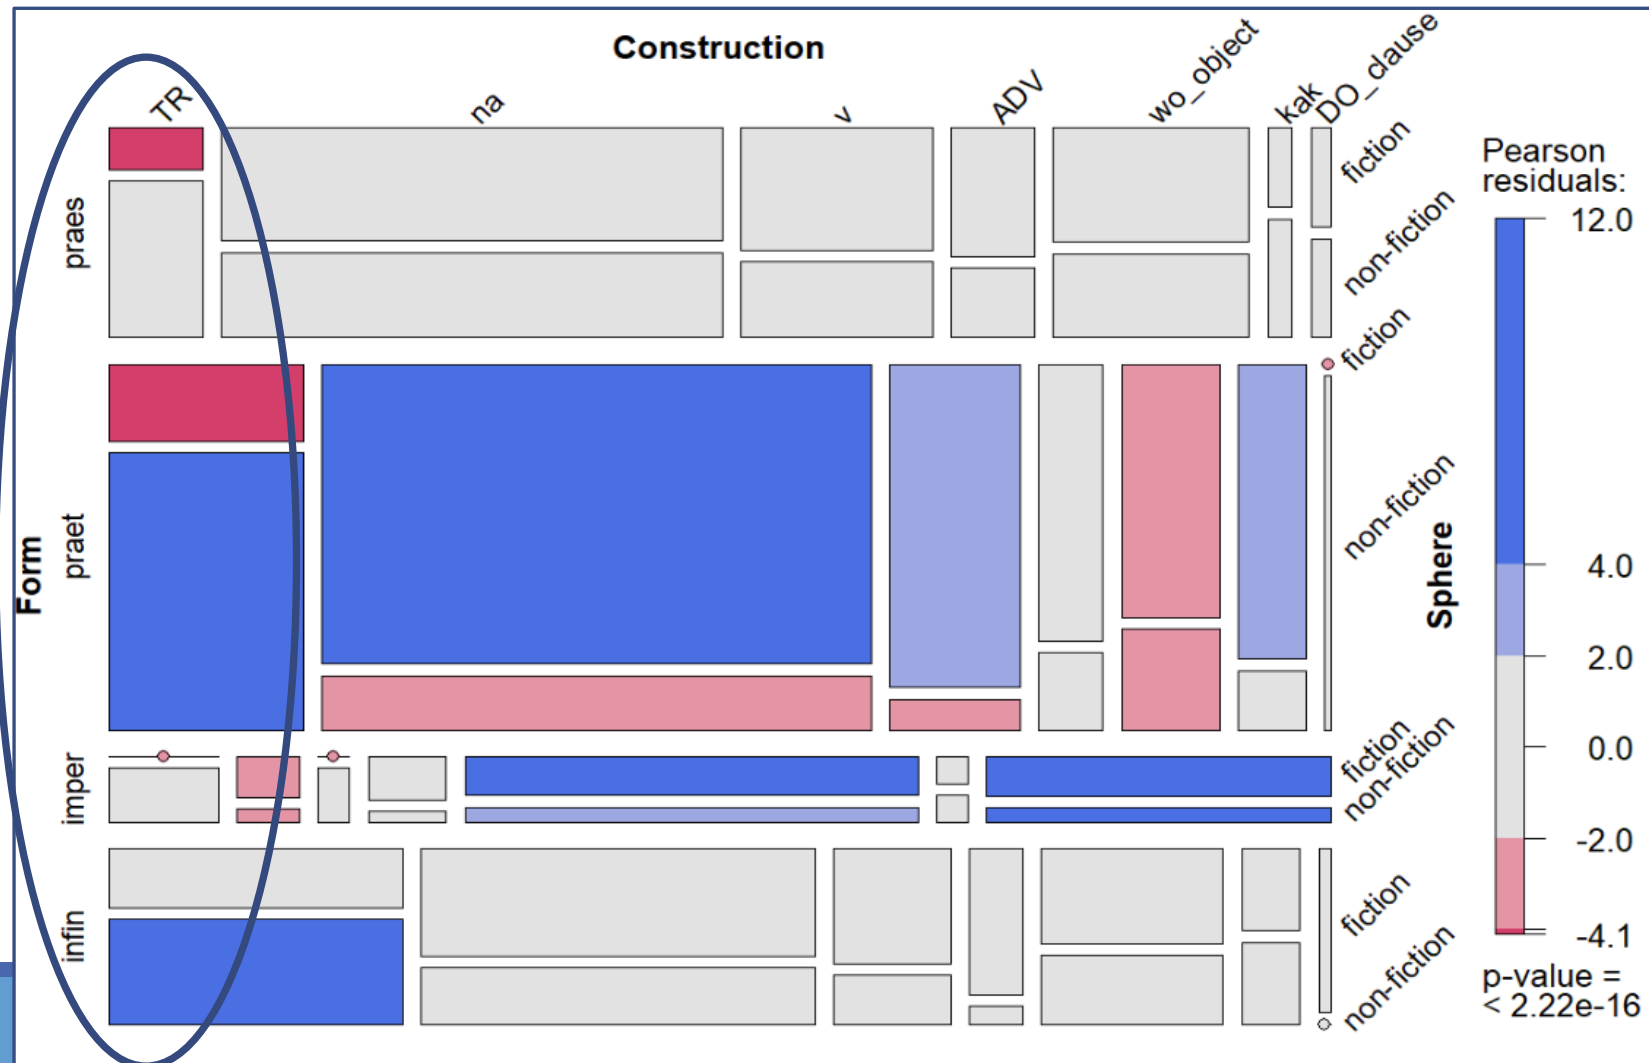 Construction
TR
na
v
ADV
wo_object
kak
DO_clause
Form
praes
praet
imper
infin
fiction
non-fiction
fiction
non-fiction
fiction
non-fiction
fiction
non-fiction
Sphere
Pearson
residuals:
12.0
4.0
2.0
0.0
-2.0
-4.1
p-value =
< 2.22e-16